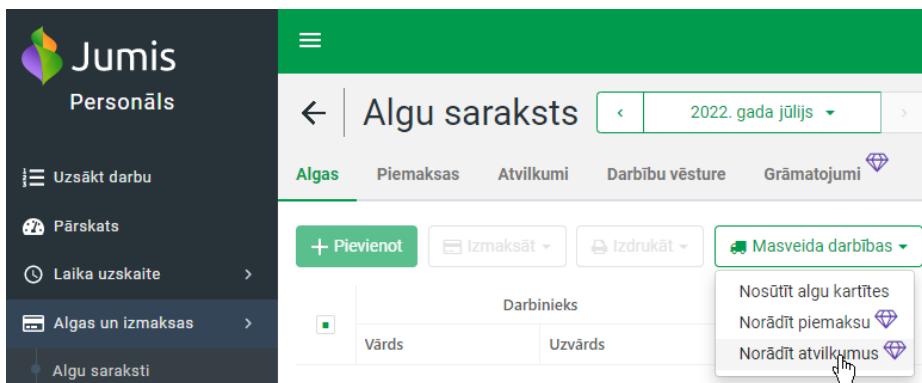 Jumis
Personāls
Uzsākt darbu
Pārskats
Laika uzskaite
Algas un izmaksas
Algu saraksti
Algu saraksts
2022. gada jūlijs
Algas Piemaksas Atvilkumi Darbību vēsture Grāmatojumi
+ Pievienot Izmaksāt Izdrukāt Masveida darbības
Nosūtīt algu kartītes
Norādīt piemaksu
Norādīt atvilkumus
Darbinieks
Vārds Uzvārds